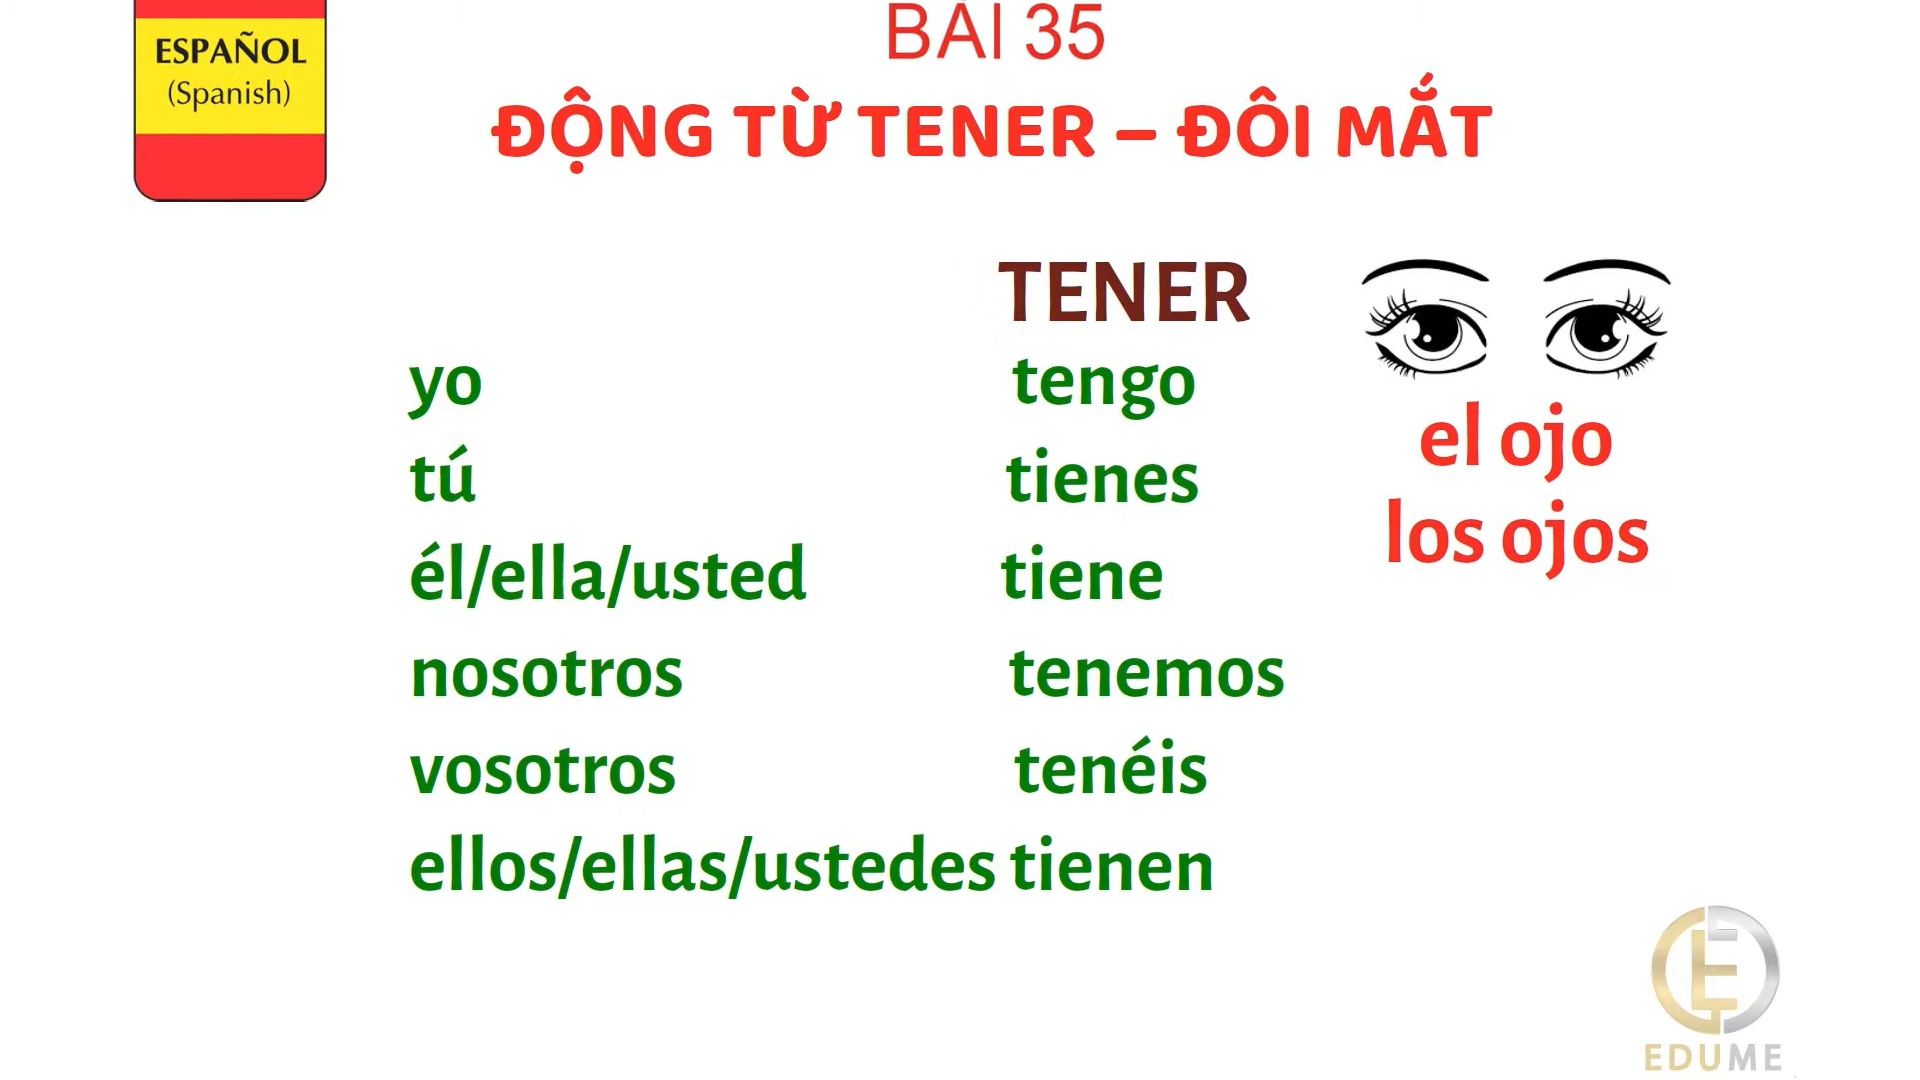 ESPAÑOL
(Spanish)
BÀI 35
ĐỘNG TỪ TENER – ĐÔI MẮT
TENER
yo tengo
tú tienes
él/ella/usted tiene
nosotros tenemos
vosotros tenéis
ellos/ellas/ustedes tienen
el ojo
los ojos
EDUME